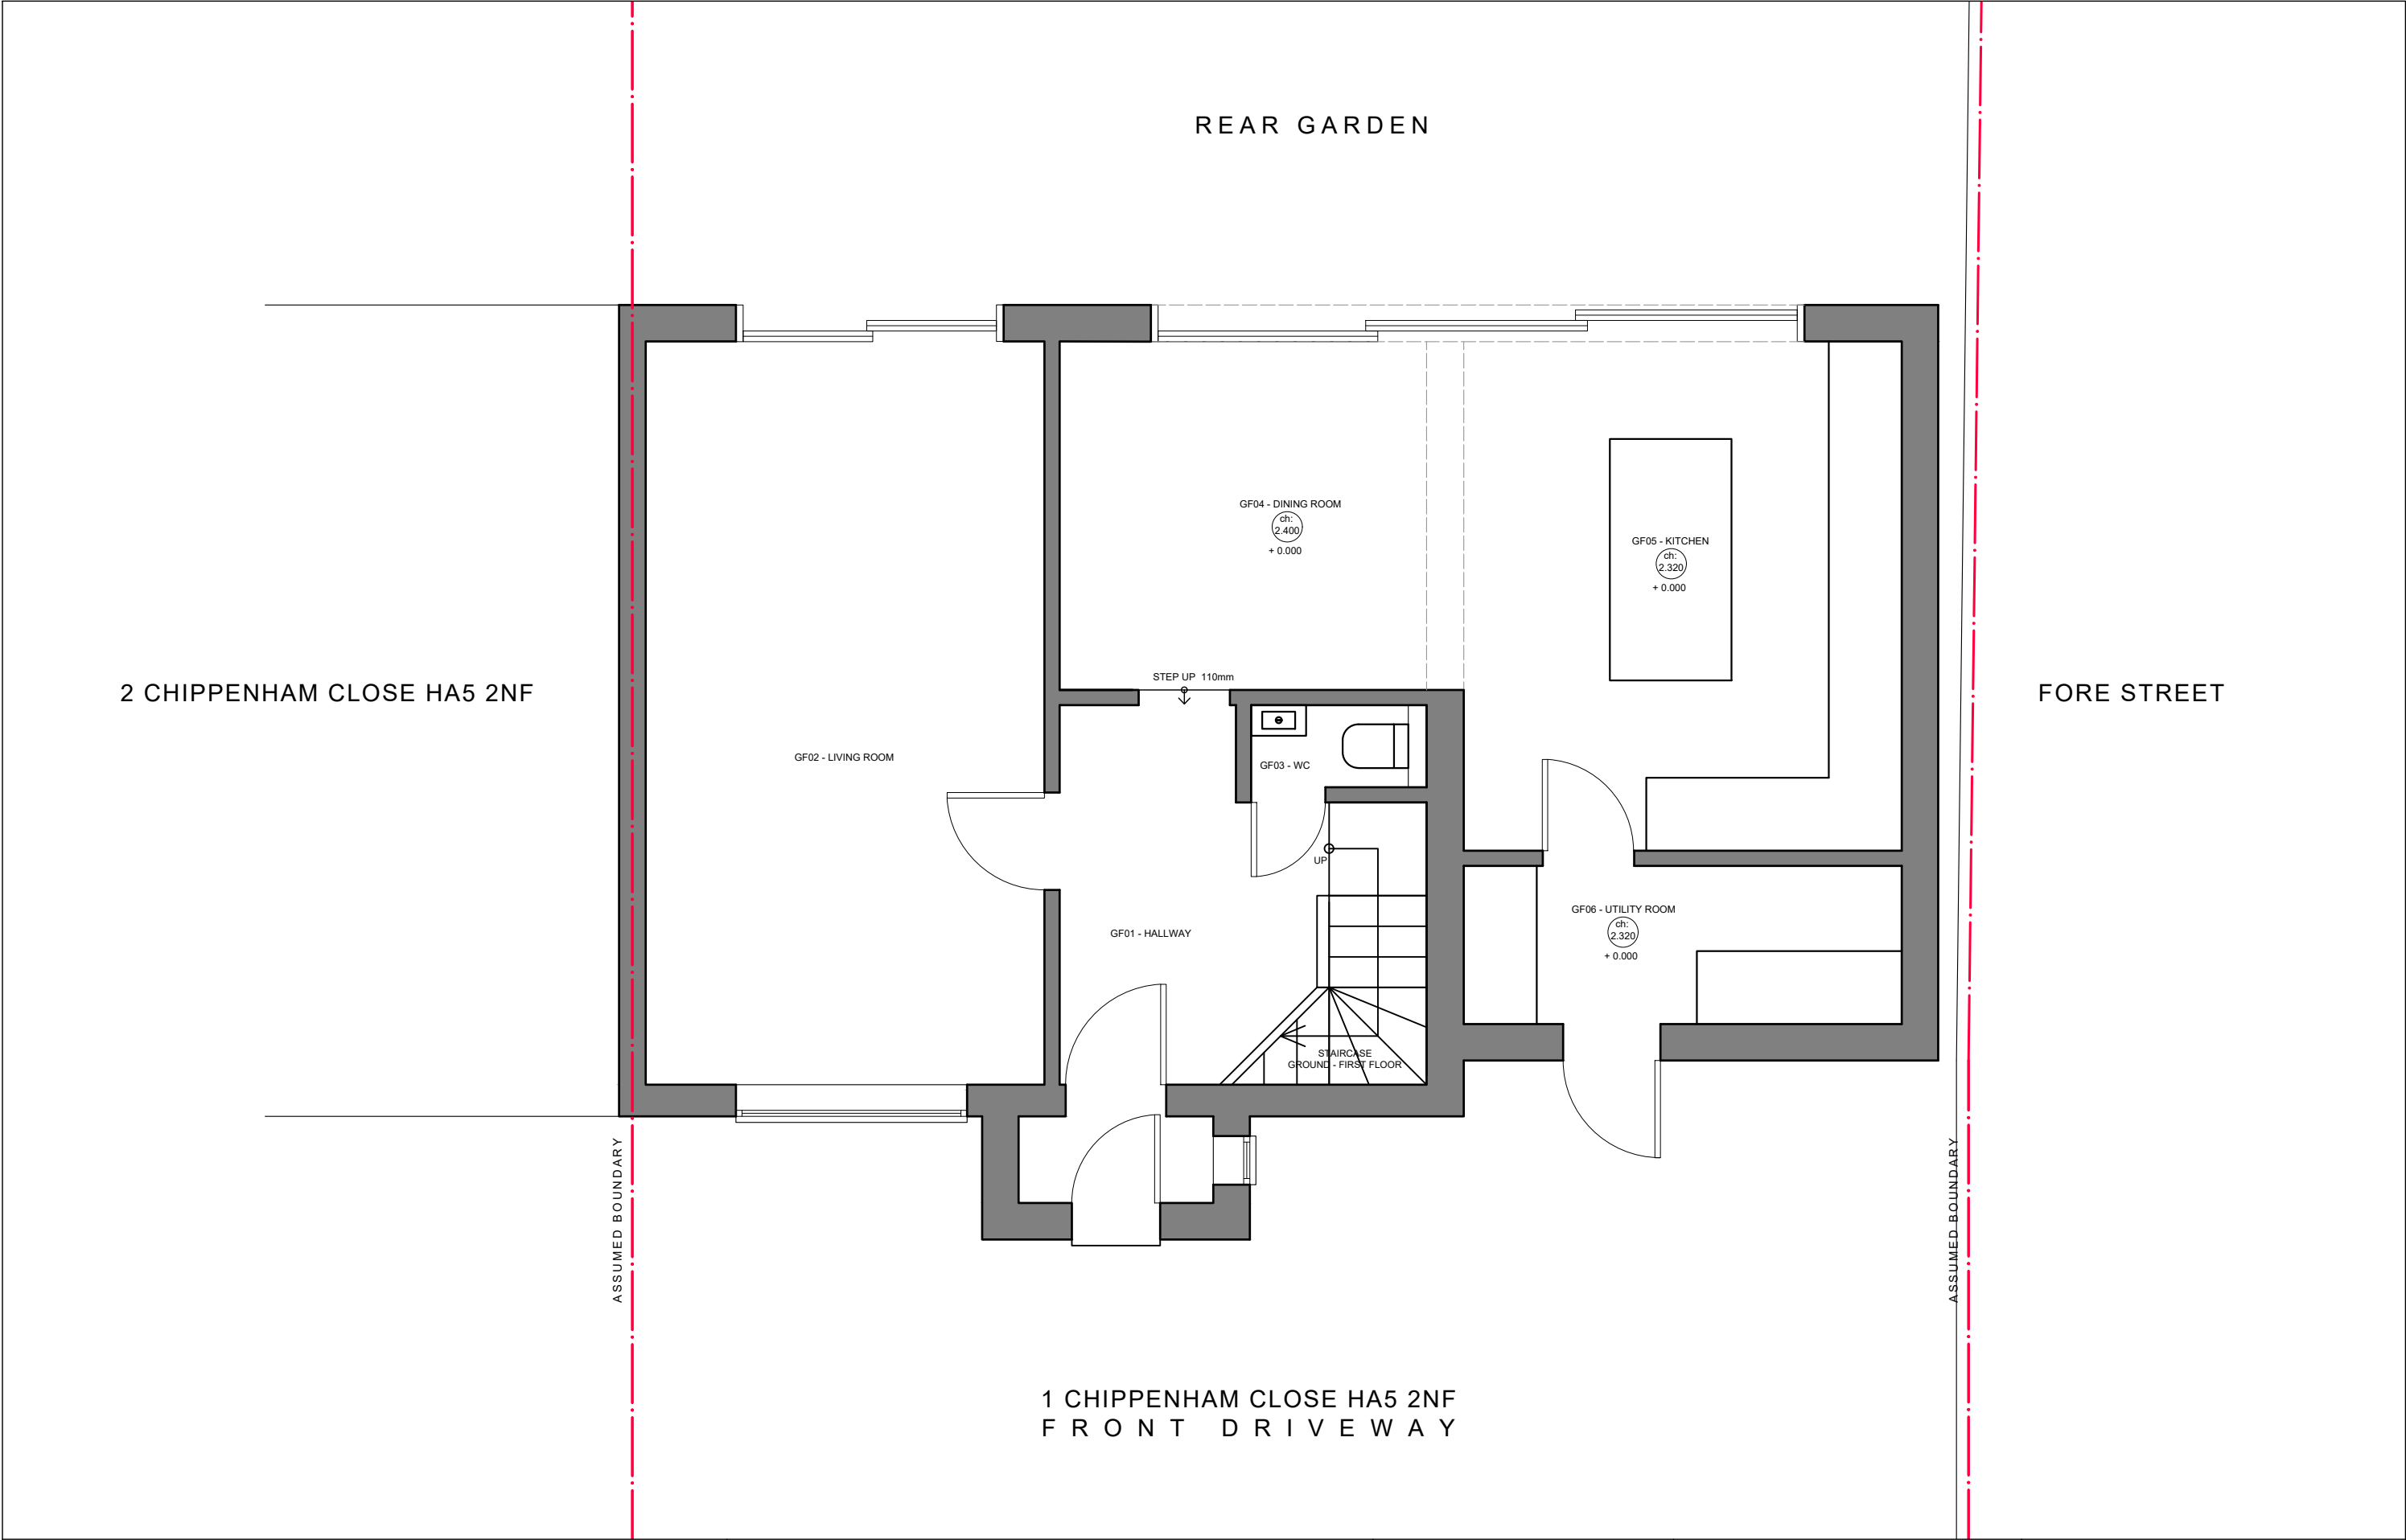 REAR GARDEN
GF04 - DINING ROOM
ch:
2.400
+ 0.000
GF05 - KITCHEN
ch:
2.320
+ 0.000
STEP UP 110mm
2 CHIPPENHAM CLOSE HA5 2NF
FORE STREET
GF02 - LIVING ROOM
GF03 - WC
UP
GF06 - UTILITY ROOM
ch:
2.320
+ 0.000
GF01 - HALLWAY
STAIRCASE
GROUND - FIRST FLOOR
ASSUMED BOUNDARY
ASSUMED BOUNDARY
1 CHIPPENHAM CLOSE HA5 2NF
FRONT DRIVEWAY